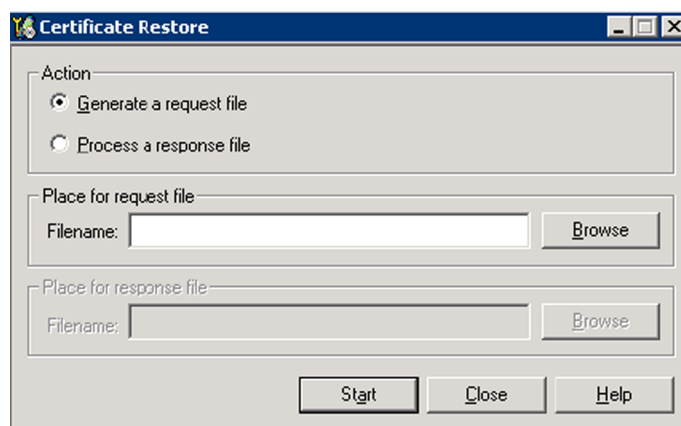 Certificate Restore
Action
Generate a request file
Process a response file
Place for request file
Filename:
Browse
Place for response file
Filename:
Browse
Start
Close
Help